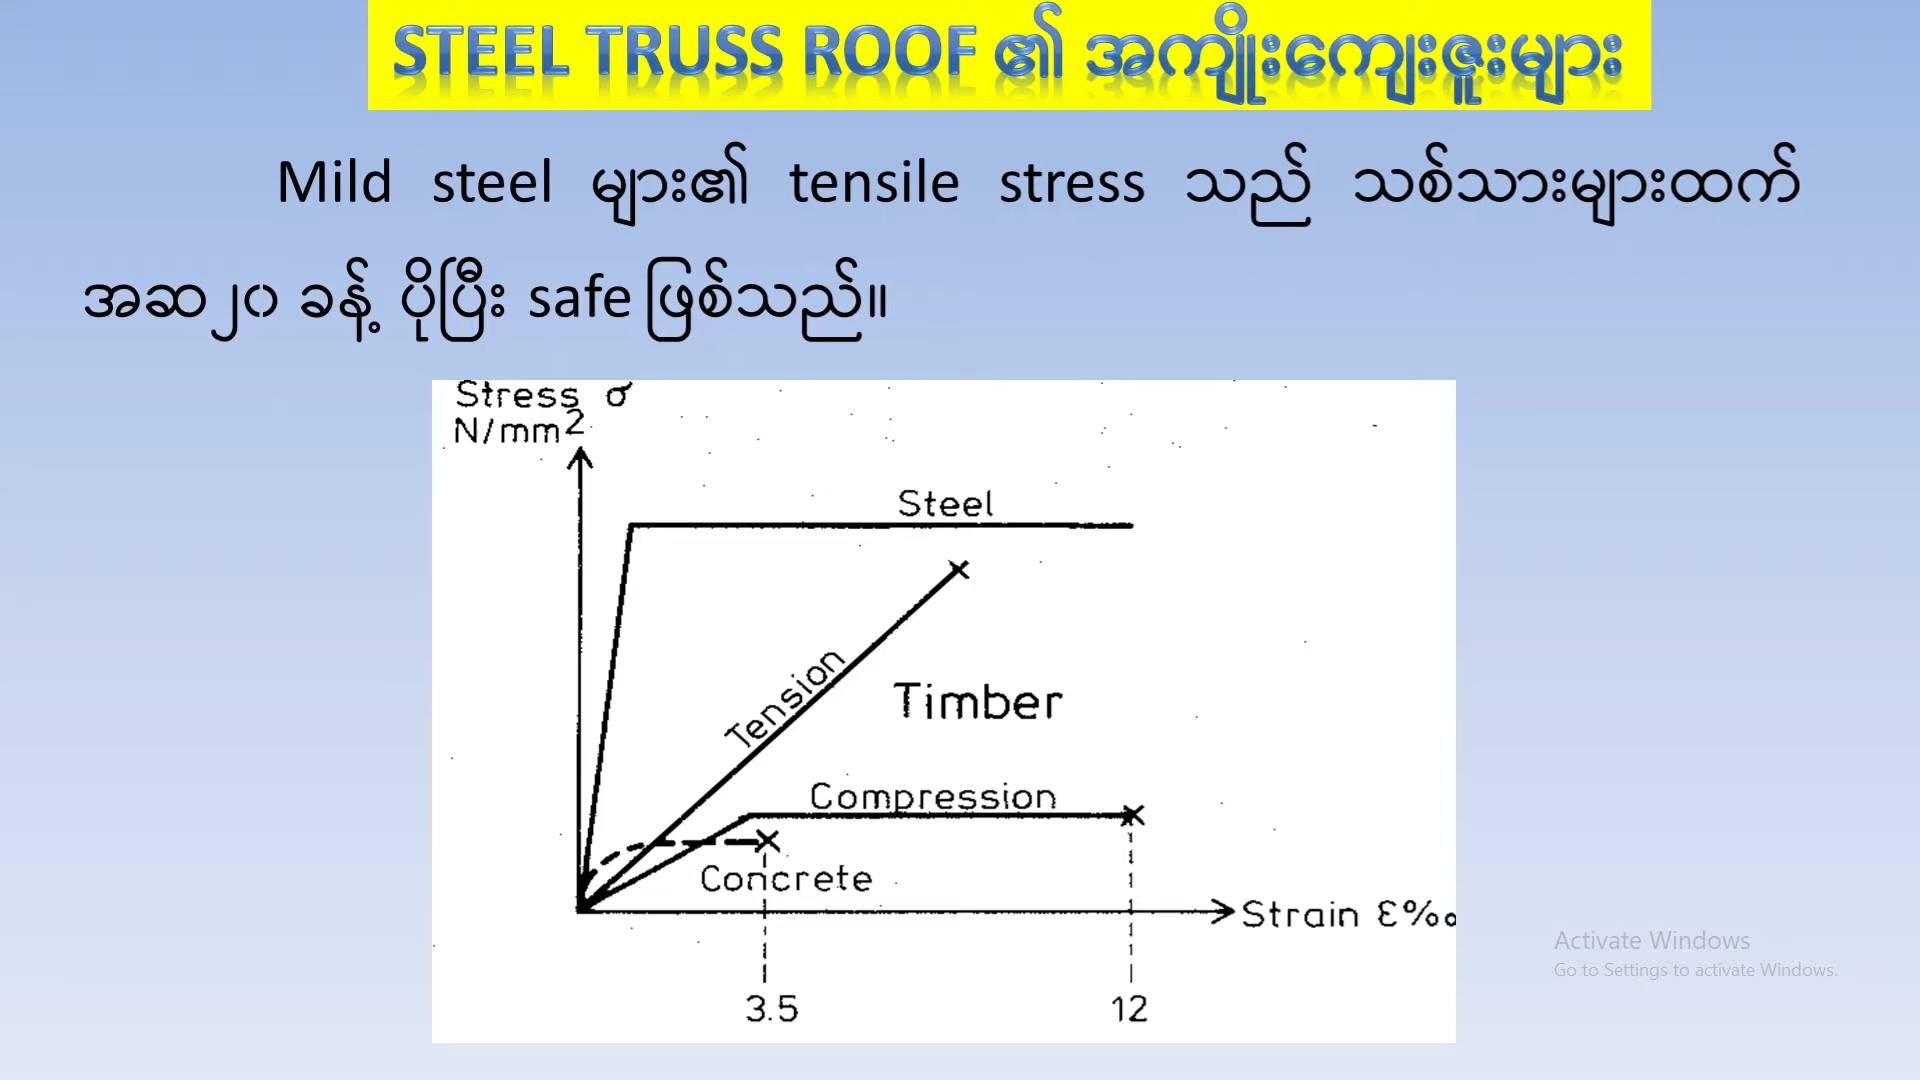 STEEL TRUSS ROOF ၏ အကျိုးကျေးဇူးများ
Mild steel များ၏ tensile stress သည် သစ်သားများထက်
အဆ၂၀ ခန့် ပိုပြီး safe ဖြစ်သည်။
Stress σ
N/mm²
Steel
Tension
Timber
Compression
Concrete
Strain Ɛ‰
3.5
12
Activate Windows
Go to Settings to activate Windows.